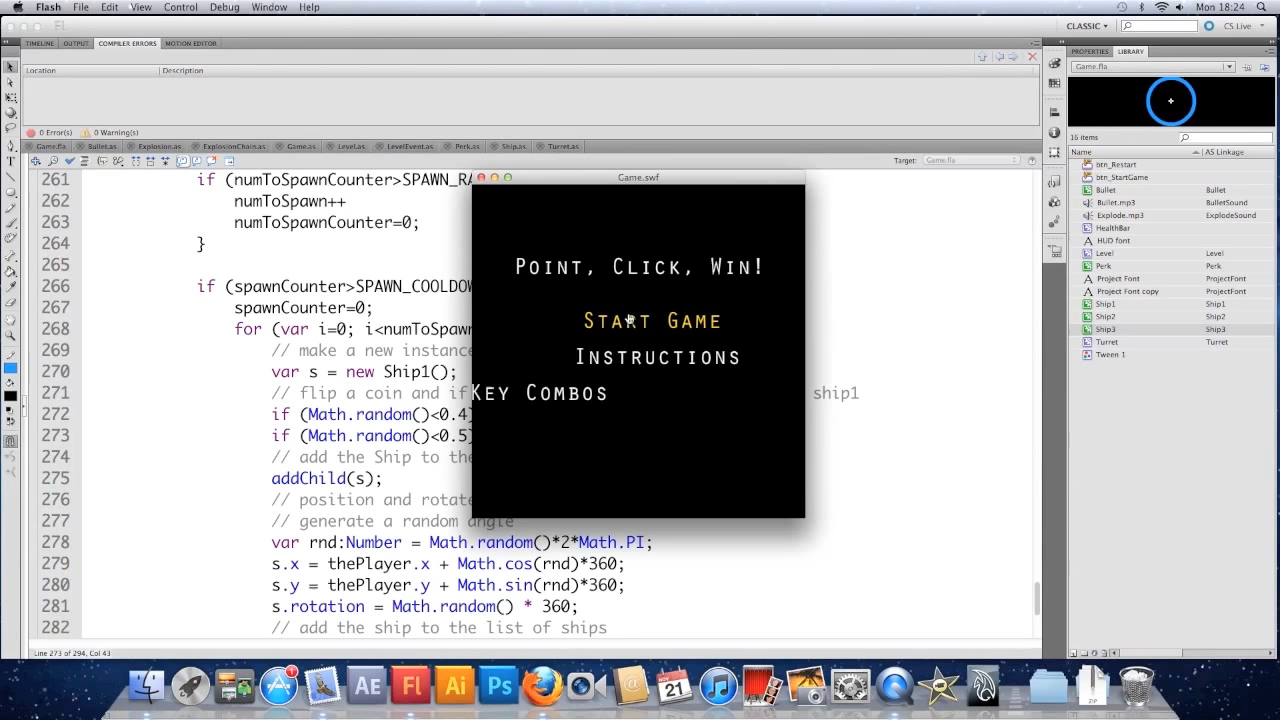 Flash File Edit View Control Debug Window Help Mon 18:24
CLASSIC CS Live
TIMELINE OUTPUT COMPILER ERRORS MOTION EDITOR PROPERTIES LIBRARY
Game.fla
Location Description
0 Error(s) 0 Warning(s)
16 items
Game.fla Bullet.as Explosion.as ExplosionChain.as Game.as Level.as LevelEvent.as Perk.as Ship.as Turret.as
Target: Game.fla
Name AS Linkage
btn_Restart
btn_StartGame
Bullet Bullet
Bullet.mp3 BulletSound
Explode.mp3 ExplodeSound
HealthBar
HUD font
Level Level
Perk Perk
Project Font ProjectFont
Project Font copy ProjectFont
Ship1 Ship1
Ship2 Ship2
Ship3 Ship3
Turret Turret
Tween 1
Game.swf
Point, Click, Win!
Start Game
Instructions
Key Combos
261 if (numToSpawnCounter>SPAWN_RA
262 numToSpawn++
263 numToSpawnCounter=0;
264 }
265
266 if (spawnCounter>SPAWN_COOLDOW
267 spawnCounter=0;
268 for (var i=0; i<numToSpawn
269 // make a new instanc
270 var s = new Ship1();
271 // flip a coin and if ship1
272 if (Math.random()<0.4)
273 if (Math.random()<0.5)
274 // add the Ship to the
275 addChild(s);
276 // position and rotate
277 // generate a random angle
278 var rnd:Number = Math.random()*2*Math.PI;
279 s.x = thePlayer.x + Math.cos(rnd)*360;
280 s.y = thePlayer.y + Math.sin(rnd)*360;
281 s.rotation = Math.random() * 360;
282 // add the ship to the list of ships
Line 273 of 294, Col 43
1
AE Fl Ai Ps
NOV
21
ZIP